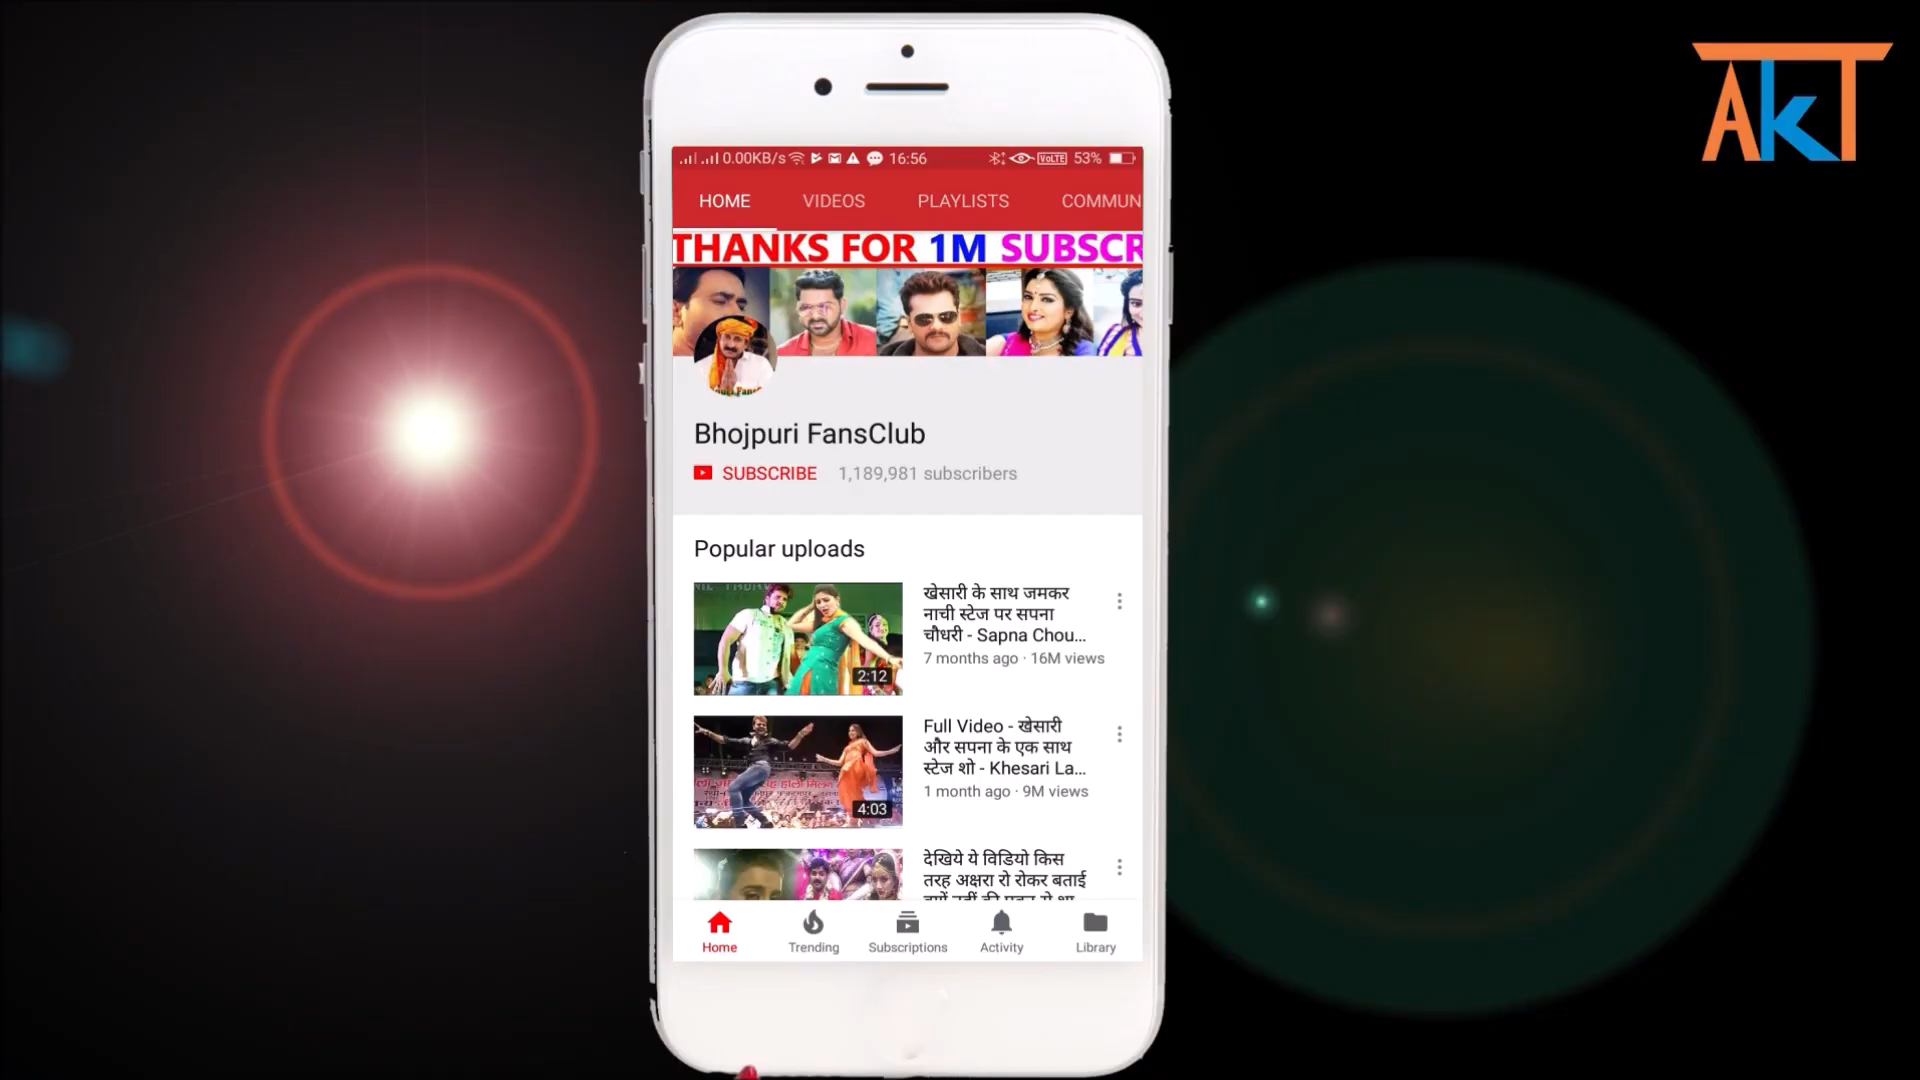 AKT
0.00KB/s 16:56 VoLTE 53%
HOME VIDEOS PLAYLISTS COMMUN
THANKS FOR 1M SUBSCR
Bhojpuri FansClub
SUBSCRIBE 1,189,981 subscribers
Popular uploads
खेसारी के साथ जमकर
नाची स्टेज पर सपना
चौधरी - Sapna Chou...
7 months ago · 16M views
2:12
Full Video - खेसारी
और सपना के एक साथ
स्टेज शो - Khesari La...
1 month ago · 9M views
4:03
देखिये ये विडियो किस
तरह अक्षरा रो रोकर बताई
Home Trending Subscriptions Activity Library